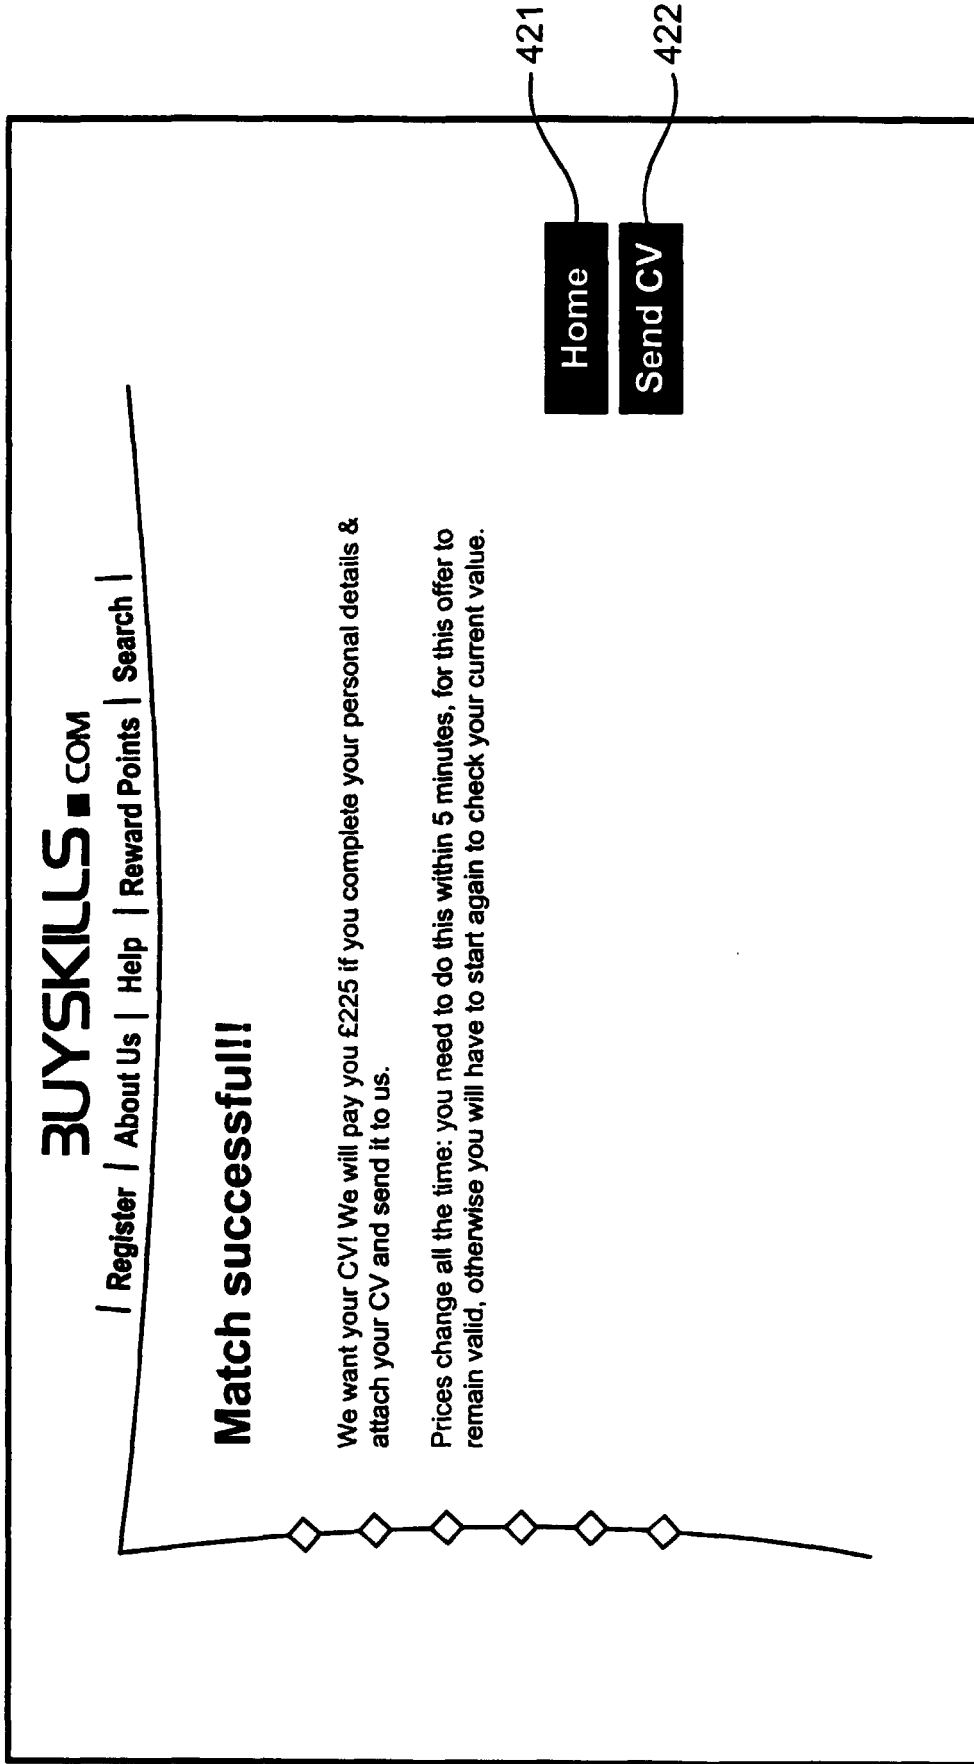 BUYSKILLS.COM
| Register | About Us | Help | Reward Points | Search |
Match successful!!
We want your CV! We will pay you £225 if you complete your personal details &
attach your CV and send it to us.
Prices change all the time: you need to do this within 5 minutes, for this offer to
remain valid, otherwise you will have to start again to check your current value.
Home
421
Send CV
422